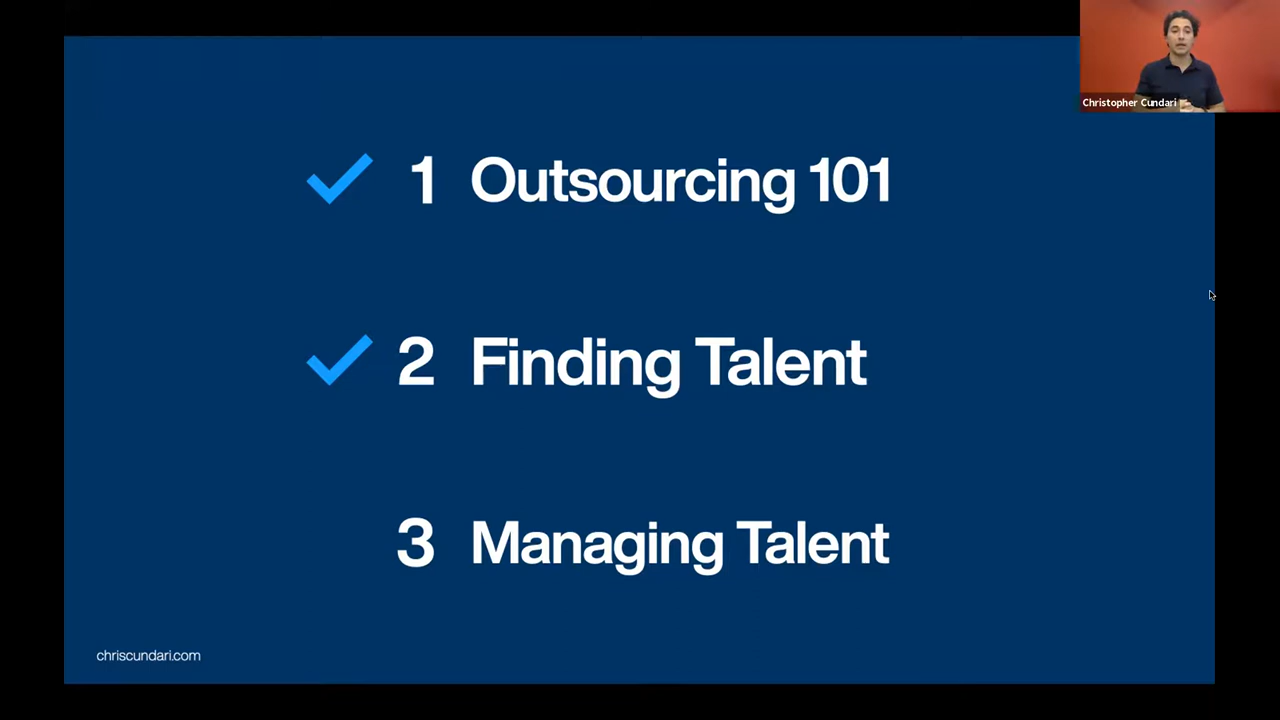 Christopher Cundari
1 Outsourcing 101
2 Finding Talent
3 Managing Talent
chriscundari.com